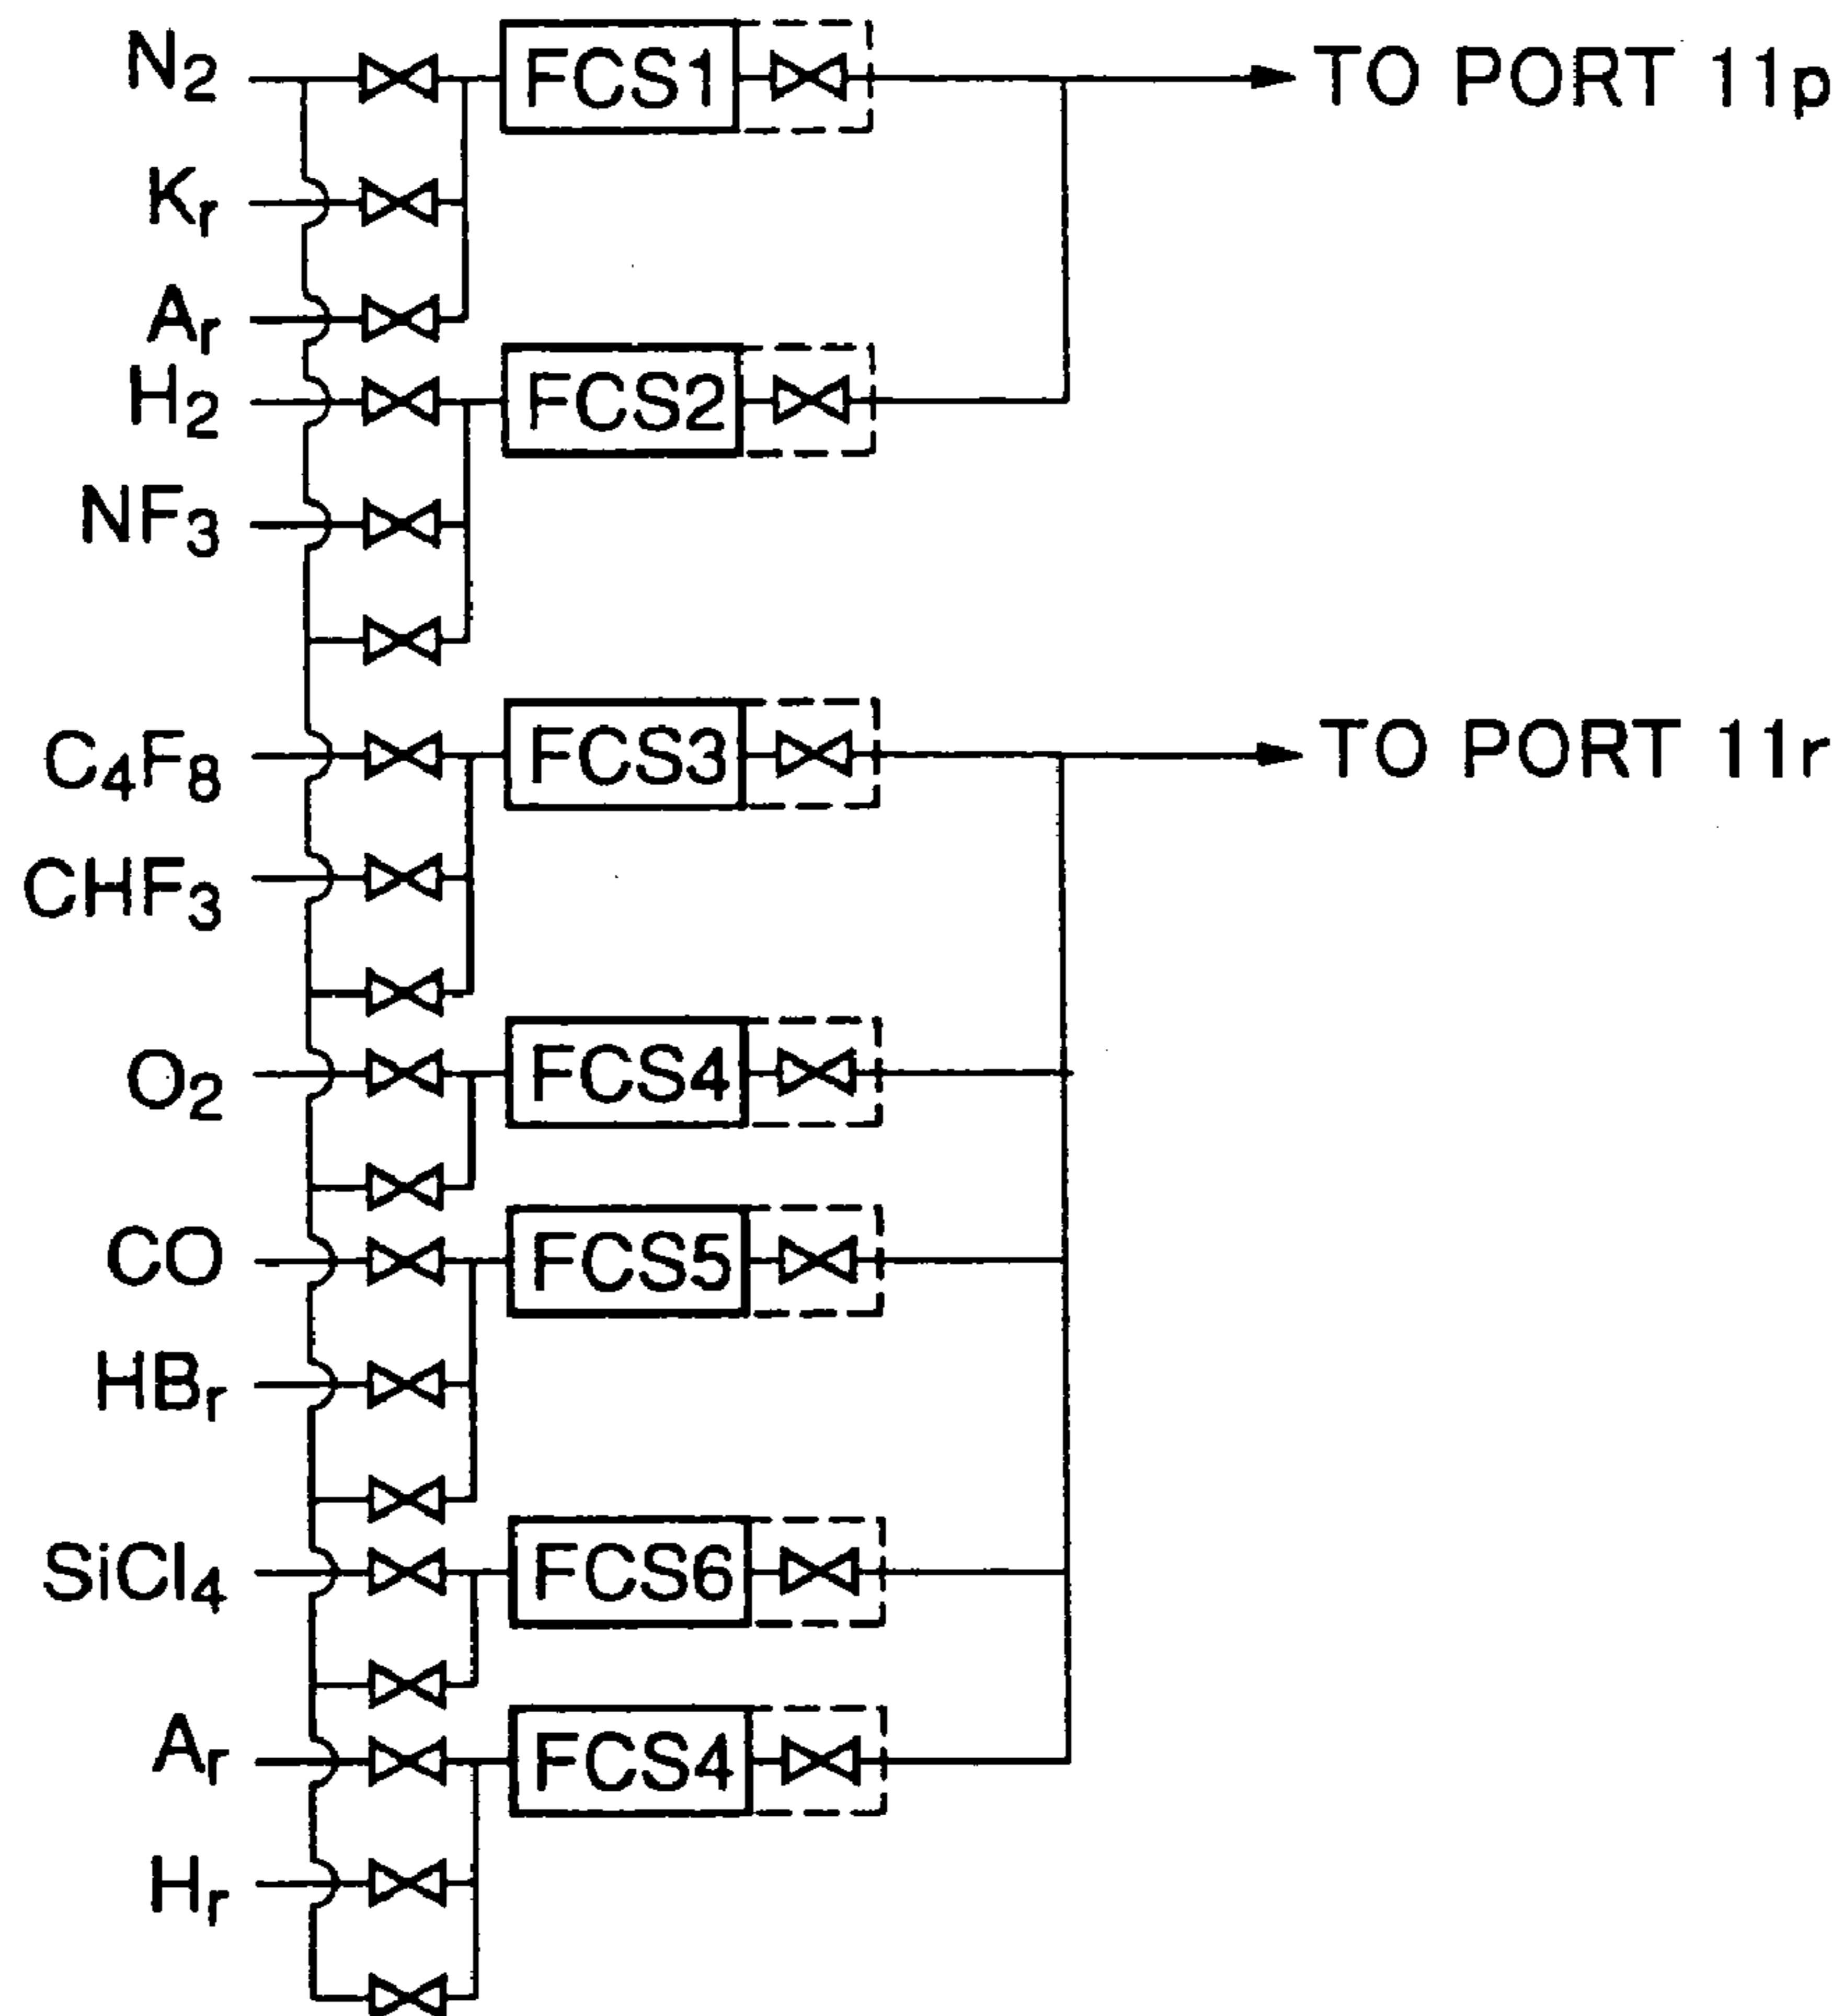 N2 FCS1 TO PORT 11p
Kr
Ar
H2 FCS2
NF3
C4F8 FCS3 TO PORT 11r
CHF3
O2 FCS4
CO FCS5
HBr
SiCl4 FCS6
Ar FCS4
Hr